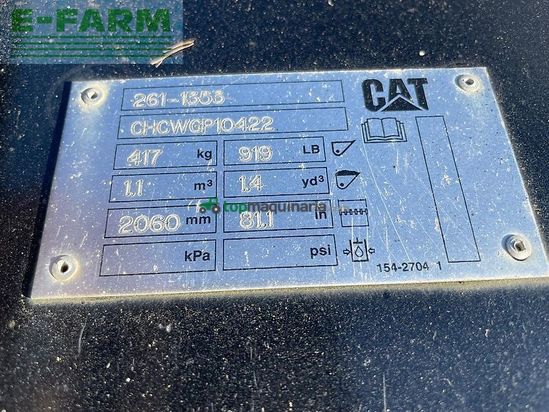 E-FARM
261-1353
CAT
CHCWGP10422
417 kg 919 LB
1.1 m³ 1.4 yd³
topmaquinaria
2060 mm 81.1 in
kPa psi
154-2704 1